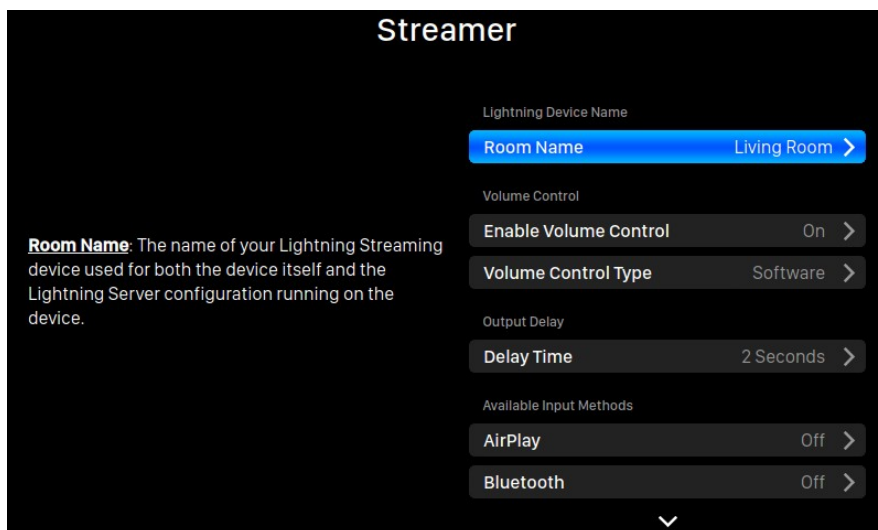 Streamer
Room Name: The name of your Lightning Streaming
device used for both the device itself and the
Lightning Server configuration running on the
device.
Lightning Device Name
Room Name Living Room
Volume Control
Enable Volume Control On
Volume Control Type Software
Output Delay
Delay Time 2 Seconds
Available Input Methods
AirPlay Off
Bluetooth Off